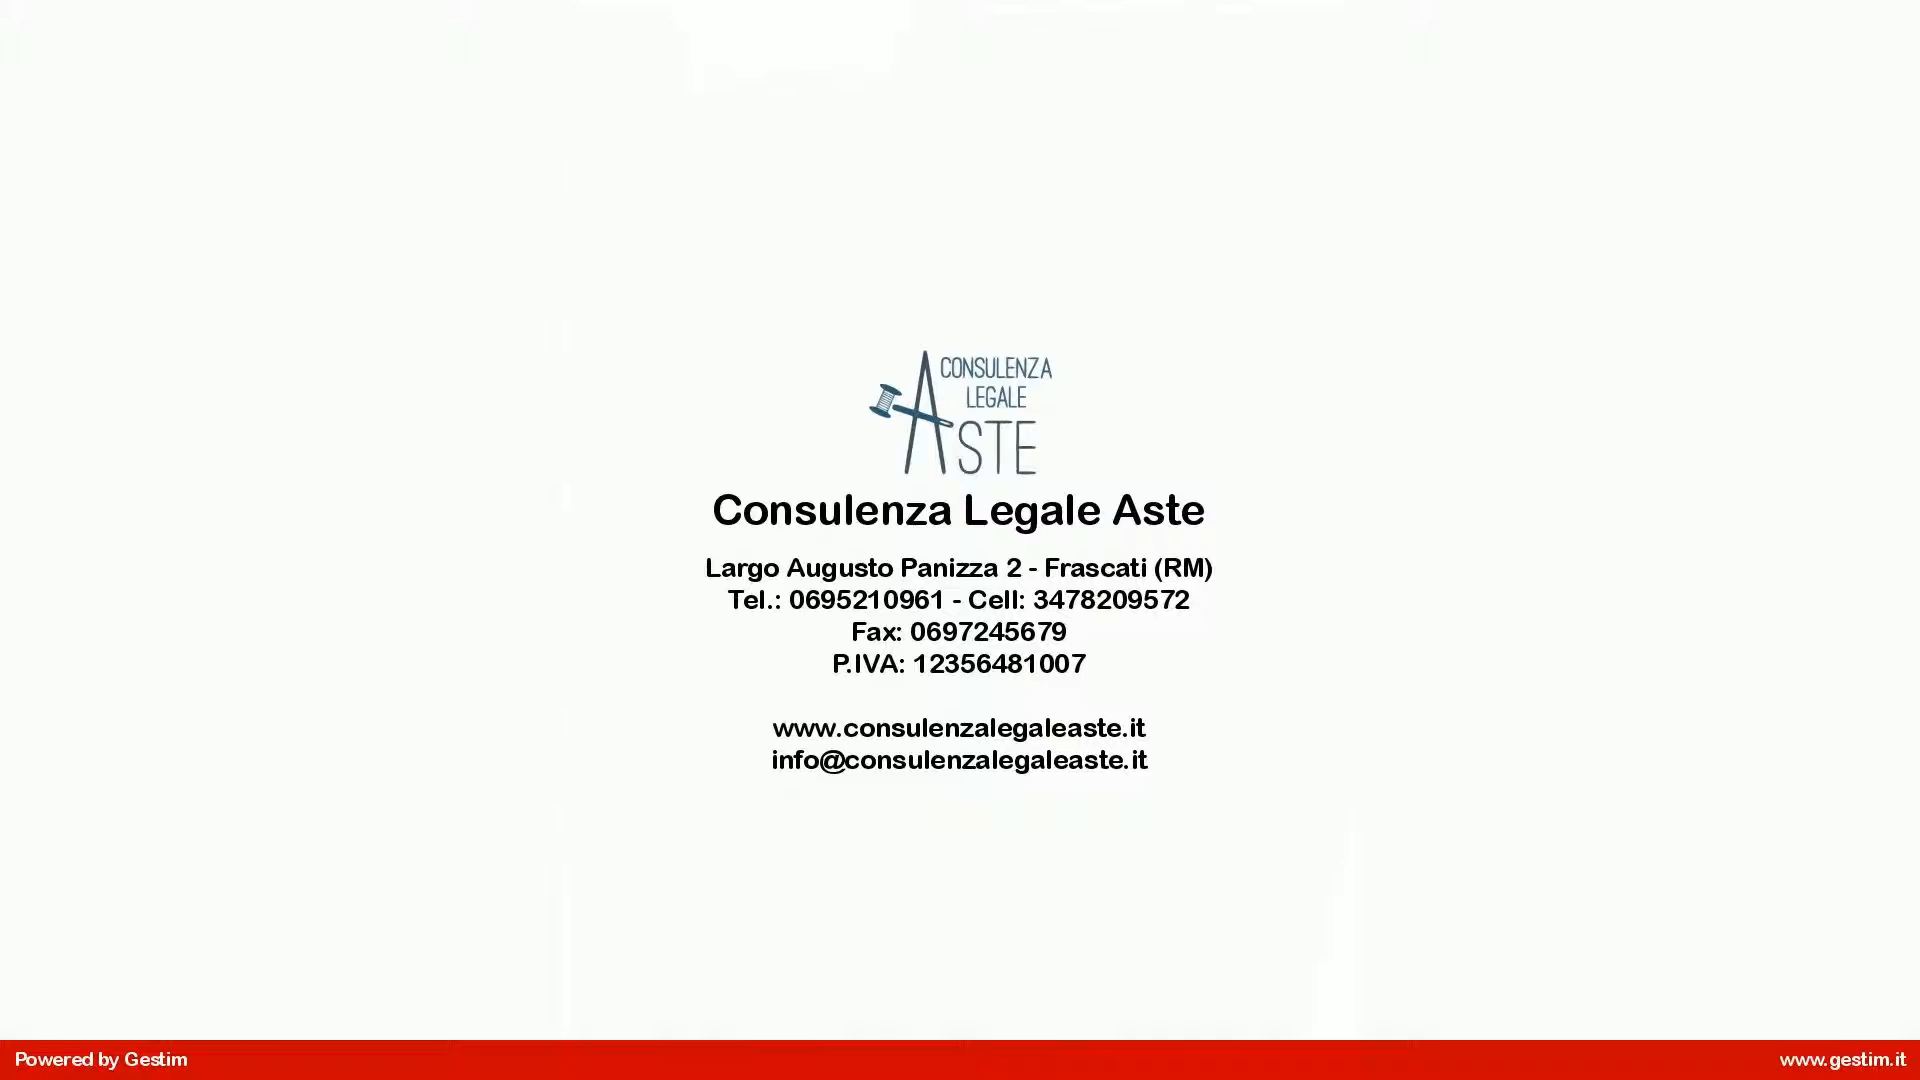 CONSULENZA
LEGALE
ASTE
Consulenza Legale Aste
Largo Augusto Panizza 2 - Frascati (RM)
Tel.: 0695210961 - Cell: 3478209572
Fax: 0697245679
P.IVA: 12356481007
www.consulenzalegaleaste.it
info@consulenzalegaleaste.it
Powered by Gestim
www.gestim.it